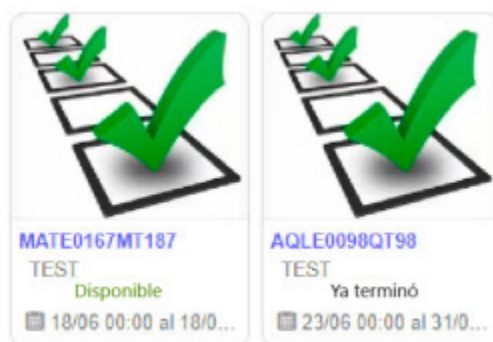 MATE0167MT187
TEST
Disponible
18/06 00:00 al 18/0...
AQLE0098QT98
TEST
Ya terminó
23/06 00:00 al 31/0...